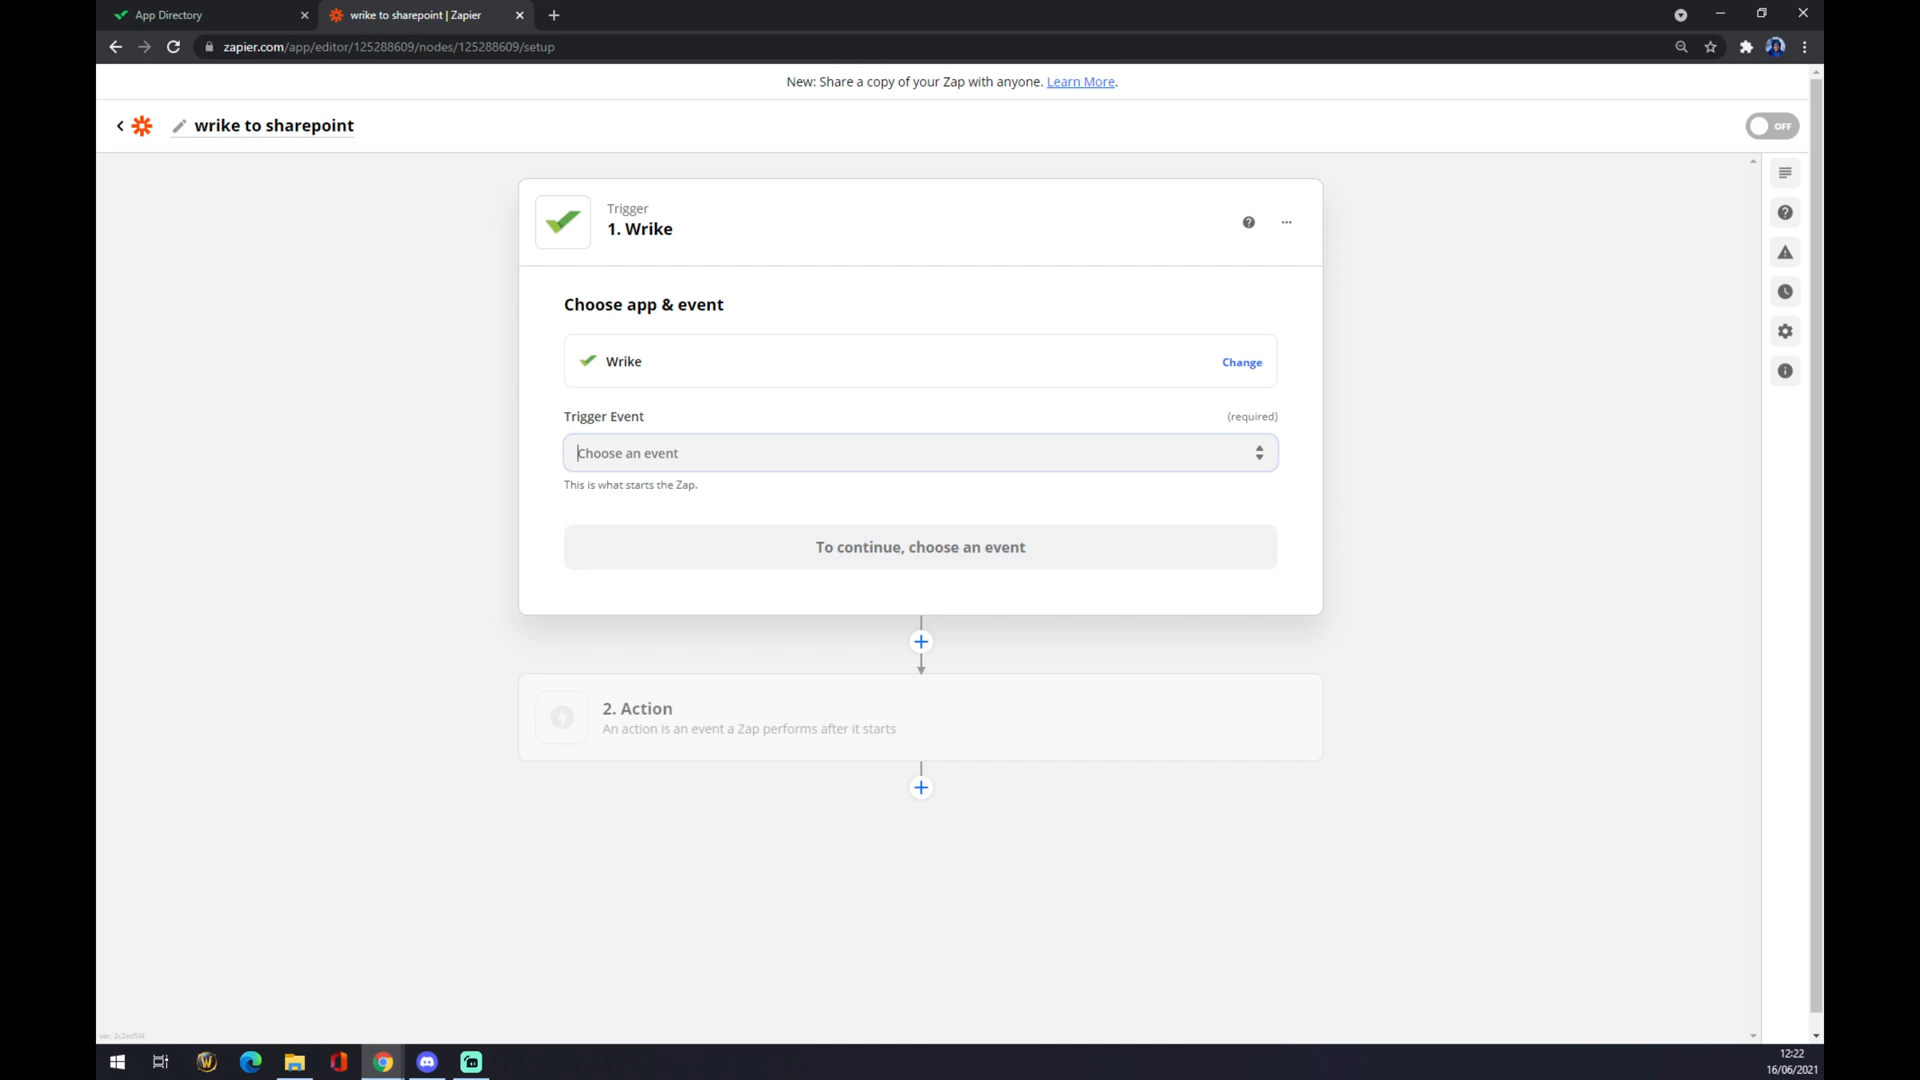 App Directory
wrike to sharepoint | Zapier
zapier.com/app/editor/125288609/nodes/125288609/setup
New: Share a copy of your Zap with anyone. Learn More.
wrike to sharepoint
OFF
Trigger
1. Wrike
Choose app & event
Wrike
Change
Trigger Event
(required)
Choose an event
This is what starts the Zap.
To continue, choose an event
2. Action
An action is an event a Zap performs after it starts
12:22
16/06/2021